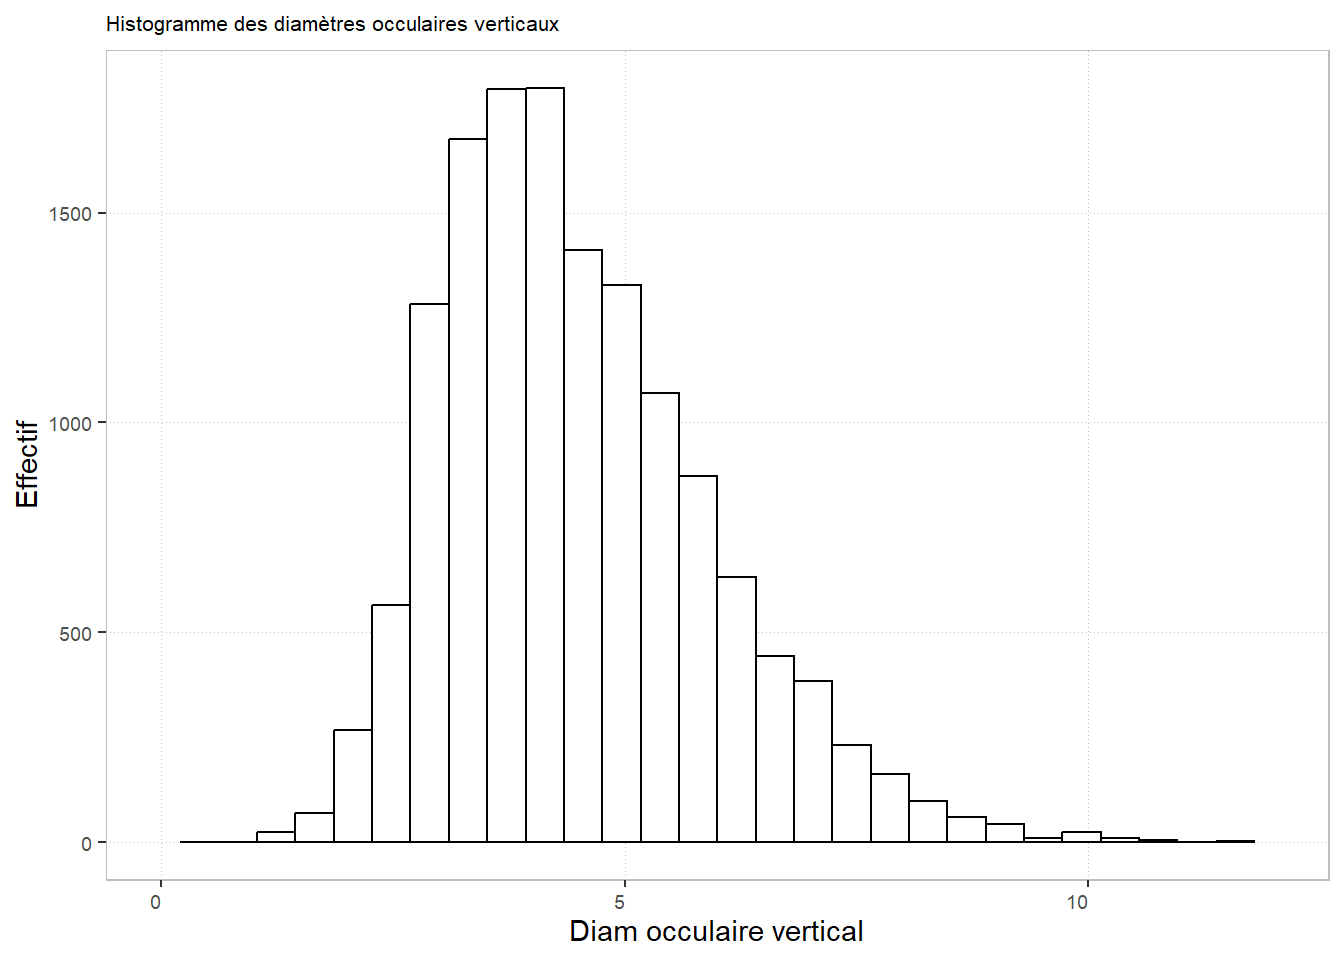 Histogramme des diamètres occulaires verticaux
Effectif
1500
1000
500
0
0 5 10
Diam occulaire vertical